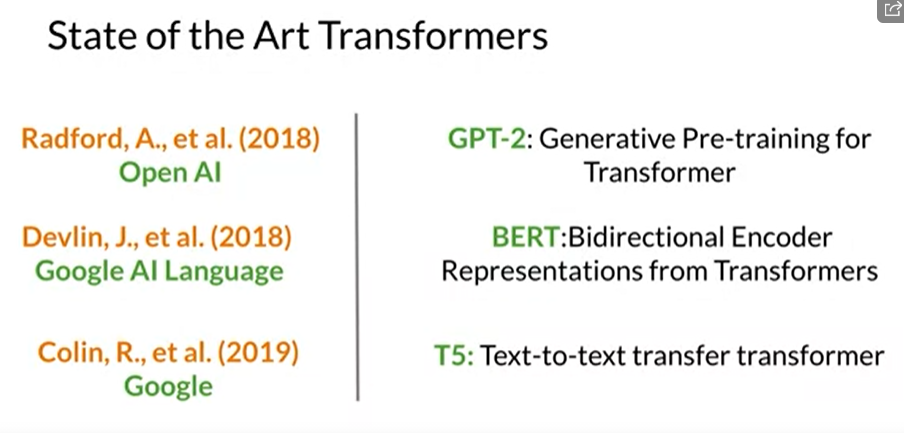 State of the Art Transformers
Radford, A., et al. (2018)
Open AI
GPT-2: Generative Pre-training for
Transformer
Devlin, J., et al. (2018)
Google AI Language
BERT:Bidirectional Encoder
Representations from Transformers
Colin, R., et al. (2019)
Google
T5: Text-to-text transfer transformer